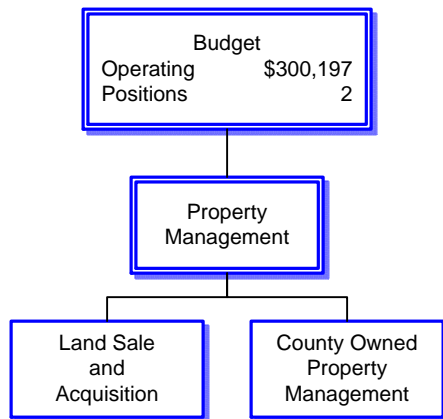 Budget
Operating $300,197
Positions 2
Property
Management
Land Sale
and
Acquisition
County Owned
Property
Management